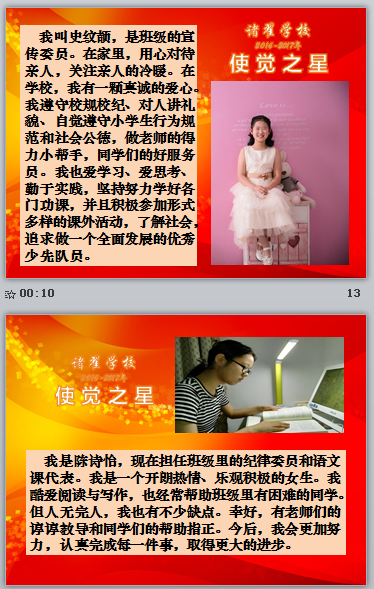 诸翟学校
2016-2017年
使觉之星
我叫史纹颜，是班级的宣
传委员。在家里，用心对待
亲人，关注亲人的冷暖。在
学校，我有一颗真诚的爱心。
我遵守校规校纪、对人讲礼
貌、自觉遵守小学生行为规
范和社会公德，做老师的得
力小帮手，同学们的好服务
员。我也爱学习、爱思考、
勤于实践，坚持努力学好各
门功课，并且积极参加形式
多样的课外活动，了解社会，
追求做一个全面发展的优秀
少先队员。
00:10
13
诸翟学校
2016-2017年
使觉之星
我是陈诗怡，现在担任班级里的纪律委员和语文
课代表。我是一个开朗热情、乐观积极的女生。我
酷爱阅读与写作，也经常帮助班级里有困难的同学。
但人无完人，我也有不少缺点。幸好，有老师们的
谆谆教导和同学们的帮助指正。今后，我会更加努
力，认真完成每一件事，取得更大的进步。